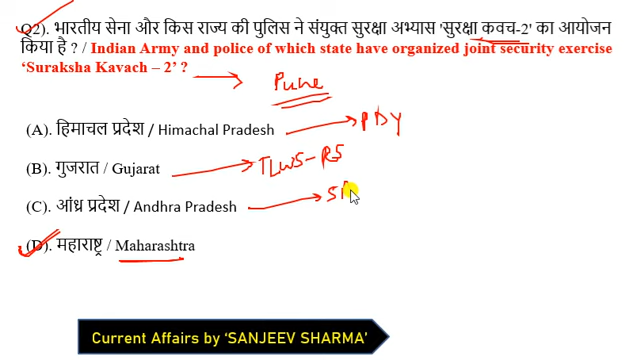 Q2). भारतीय सेना और किस राज्य की पुलिस ने संयुक्त सुरक्षा अभ्यास 'सुरक्षा कवच-2' का आयोजन
किया है ? / Indian Army and police of which state have organized joint security exercise
‘Suraksha Kavach – 2’ ?
Pune
(A). हिमाचल प्रदेश / Himachal Pradesh
PDY
(B). गुजरात / Gujarat
TLWS-RS
(C). आंध्र प्रदेश / Andhra Pradesh
(D). महाराष्ट्र / Maharashtra
Current Affairs by ‘SANJEEV SHARMA’